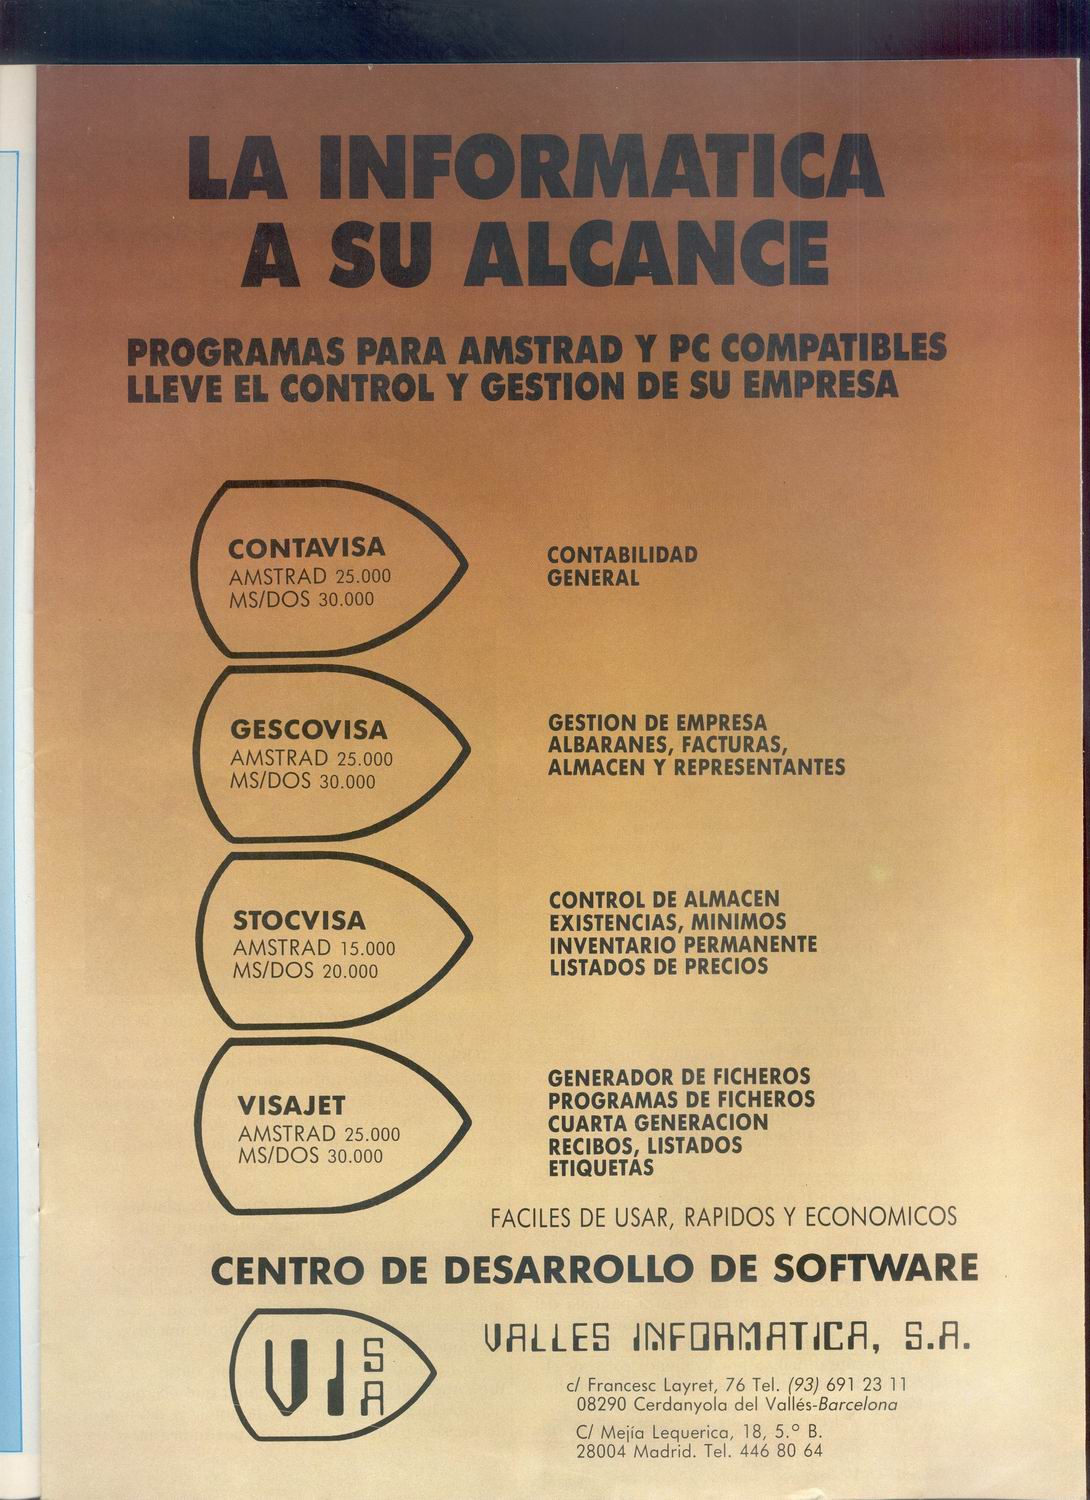 LA INFORMATICA
A SU ALCANCE
PROGRAMAS PARA AMSTRAD Y PC COMPATIBLES
LLEVE EL CONTROL Y GESTION DE SU EMPRESA
CONTAVISA
AMSTRAD 25.000
MS/DOS 30.000
CONTABILIDAD
GENERAL
GESCOVISA
AMSTRAD 25.000
MS/DOS 30.000
GESTION DE EMPRESA
ALBARANES, FACTURAS,
ALMACEN Y REPRESENTANTES
STOCVISA
AMSTRAD 15.000
MS/DOS 20.000
CONTROL DE ALMACEN
EXISTENCIAS, MINIMOS
INVENTARIO PERMANENTE
LISTADOS DE PRECIOS
VISAJET
AMSTRAD 25.000
MS/DOS 30.000
GENERADOR DE FICHEROS
PROGRAMAS DE FICHEROS
CUARTA GENERACION
RECIBOS, LISTADOS
ETIQUETAS
FACILES DE USAR, RAPIDOS Y ECONOMICOS
CENTRO DE DESARROLLO DE SOFTWARE
VISA
VALLES INFORMATICA, S.A.
c/ Francesc Layret, 76 Tel. (93) 691 23 11
08290 Cerdanyola del Vallés-Barcelona
C/ Mejía Lequerica, 18, 5.º B.
28004 Madrid. Tel. 446 80 64